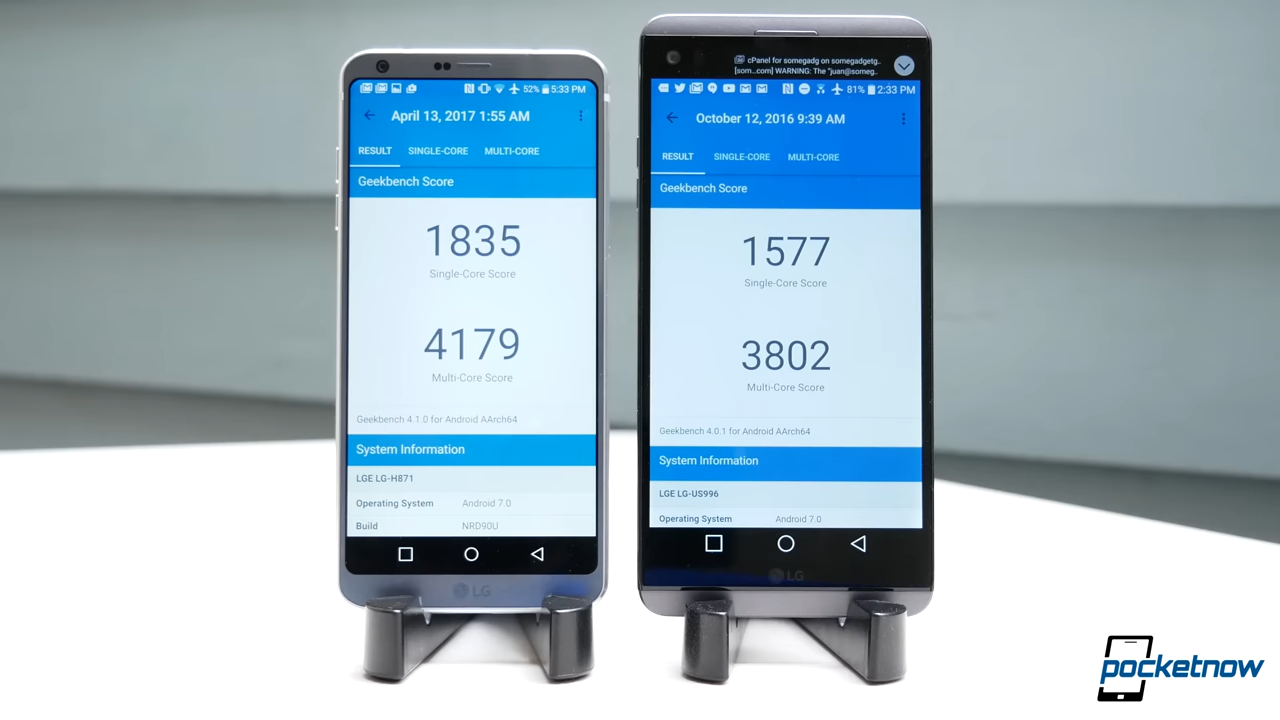 52% 5:33 PM
April 13, 2017 1:55 AM
RESULT SINGLE-CORE MULTI-CORE
Geekbench Score
1835
Single-Core Score
4179
Multi-Core Score
Geekbench 4.1.0 for Android AArch64
System Information
LGE LG-H871
Operating System Android 7.0
Build NRD90U
LG
cPanel for somegadg on somegadgetg..
[som...com] WARNING: The "juan@someg..
81% 2:33 PM
October 12, 2016 9:39 AM
RESULT SINGLE-CORE MULTI-CORE
Geekbench Score
1577
Single-Core Score
3802
Multi-Core Score
Geekbench 4.0.1 for Android AArch64
System Information
LGE LG-US996
Operating System Android 7.0
LG
pocketnow